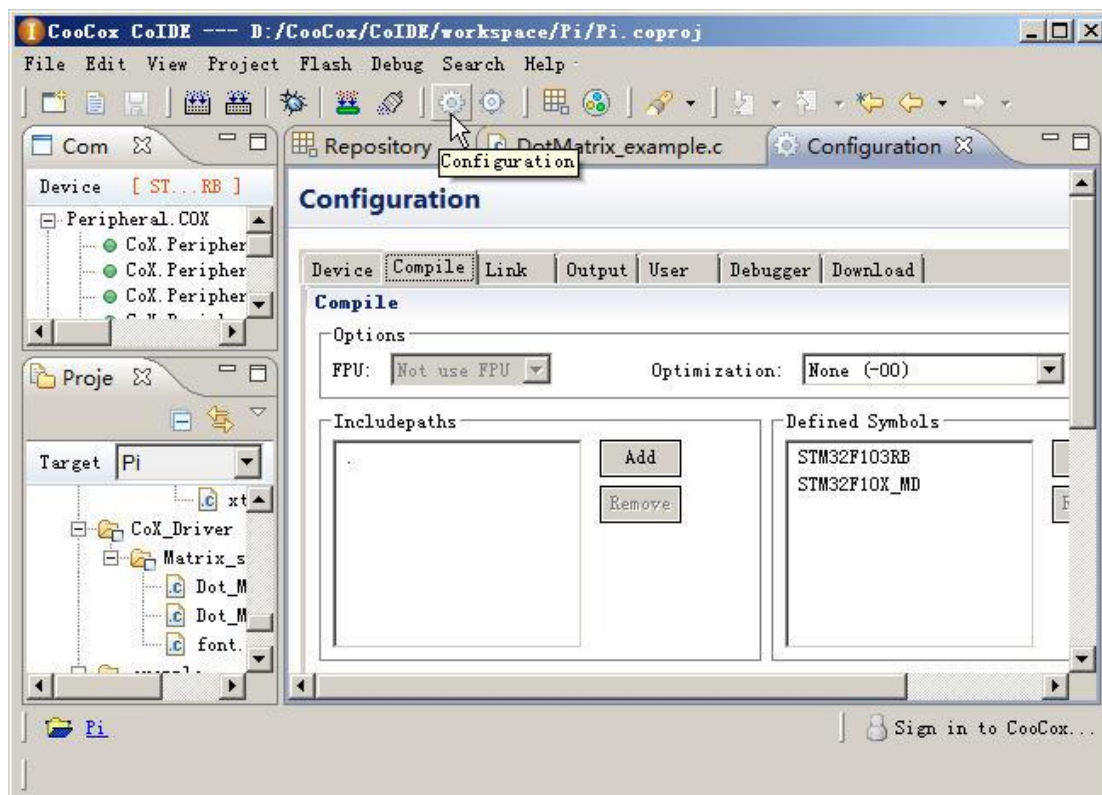 CooCox CoIDE --- D:/CooCox/CoIDE/workspace/Pi/Pi.coproj
File Edit View Project Flash Debug Search Help
Com
Repository
DotMatrix_example.c
Configuration
Configuration
Device [ ST...RB ]
Peripheral.COX
CoX.Peripher
CoX.Peripher
CoX.Peripher
Configuration
Device Compile Link Output User Debugger Download
Compile
Options
FPU: Not use FPU Optimization: None (-O0)
Includepaths
.
Add
Remove
Defined Symbols
STM32F103RB
STM32F10X_MD
Proje
Target Pi
.c xt
CoX_Driver
Matrix_s
.c Dot_M
.c Dot_M
.c font.
Pi
Sign in to CooCox...